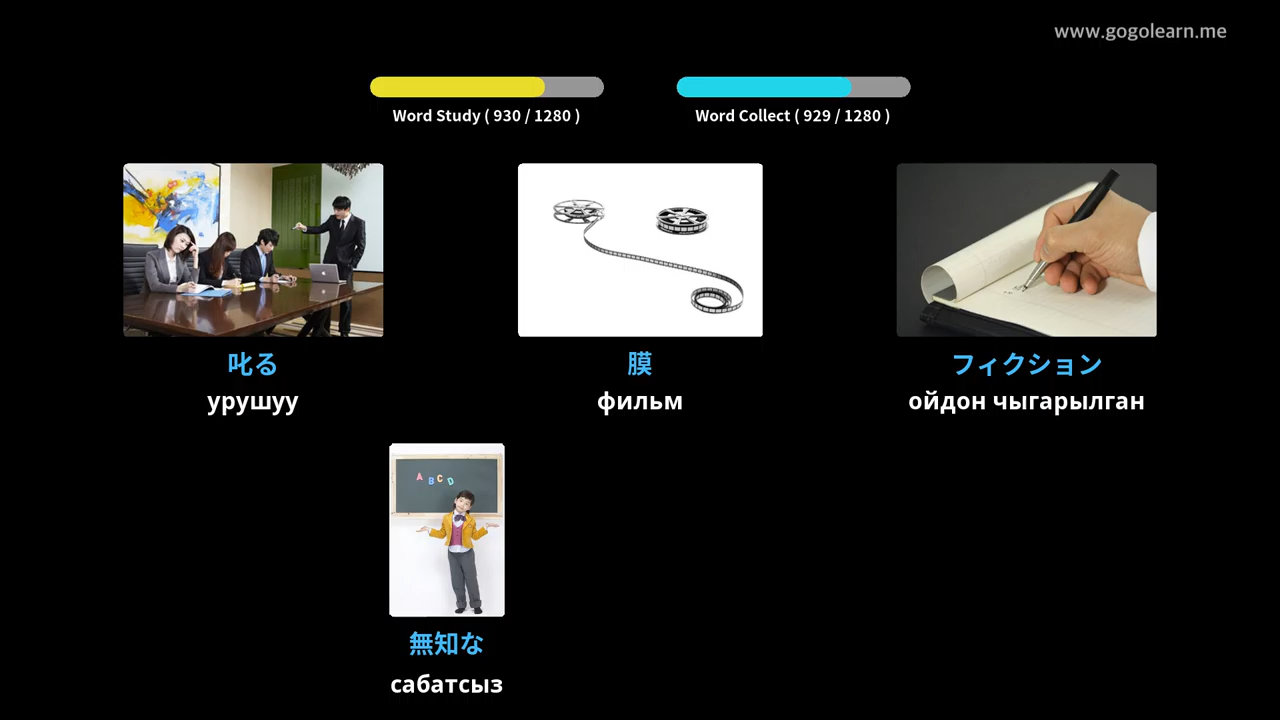 www.gogolearn.me
Word Study ( 930 / 1280 )
Word Collect ( 929 / 1280 )
叱る
урушуу
膜
фильм
フィクション
ойдон чыгарылган
A B C D
無知な
сабатсыз